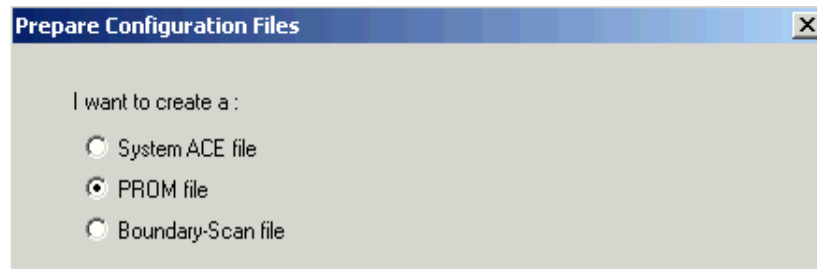 Prepare Configuration Files
I want to create a :
System ACE file
PROM file
Boundary-Scan file